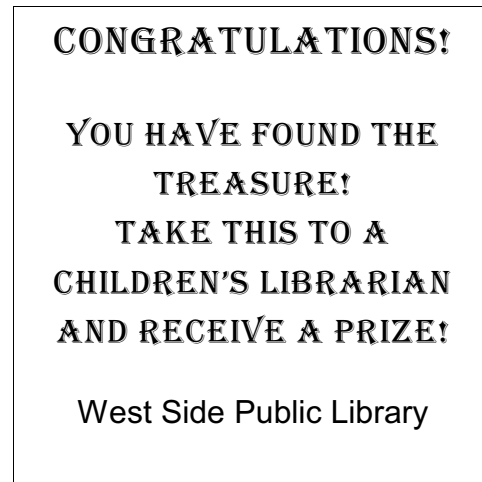 CONGRATULATIONS!
YOU HAVE FOUND THE
TREASURE!
TAKE THIS TO A
CHILDREN'S LIBRARIAN
AND RECEIVE A PRIZE!
West Side Public Library